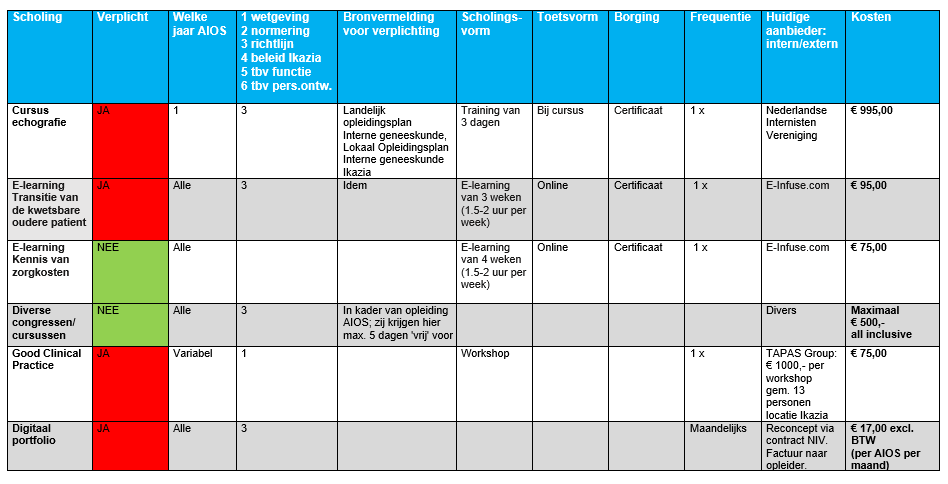 Scholing
Verplicht
Welke
jaar AIOS
1 wetgeving
2 normering
3 richtlijn
4 beleid Ikazia
5 tbv functie
6 tbv pers.ontw.
Bronvermelding
voor verplichting
Scholings-
vorm
Toetsvorm
Borging
Frequentie
Huidige
aanbieder:
intern/extern
Kosten
Cursus
echografie
JA
1
3
Landelijk
opleidingsplan
Interne geneeskunde,
Lokaal Opleidingsplan
Interne geneeskunde
Ikazia
Training van
3 dagen
Bij cursus
Certificaat
1 x
Nederlandse
Internisten
Vereniging
€ 995,00
E-learning
Transitie van
de kwetsbare
oudere patient
JA
Alle
3
Idem
E-learning
van 3 weken
(1.5-2 uur per
week)
Online
Certificaat
1 x
E-Infuse.com
€ 95,00
E-learning
Kennis van
zorgkosten
NEE
Alle
E-learning
van 4 weken
(1.5-2 uur per
week)
Online
Certificaat
1 x
E-Infuse.com
€ 75,00
Diverse
congressen/
cursussen
NEE
Alle
3
In kader van opleiding
AIOS; zij krijgen hier
max. 5 dagen 'vrij' voor
Divers
Maximaal
€ 500,-
all inclusive
Good Clinical
Practice
JA
Variabel
1
Workshop
1 x
TAPAS Group:
€ 1000,- per
workshop
gem. 13
personen
locatie Ikazia
€ 75,00
Digitaal
portfolio
JA
Alle
3
Maandelijks
Reconcept via
contract NIV.
Factuur naar
opleider.
€ 17,00 excl.
BTW
(per AIOS per
maand)